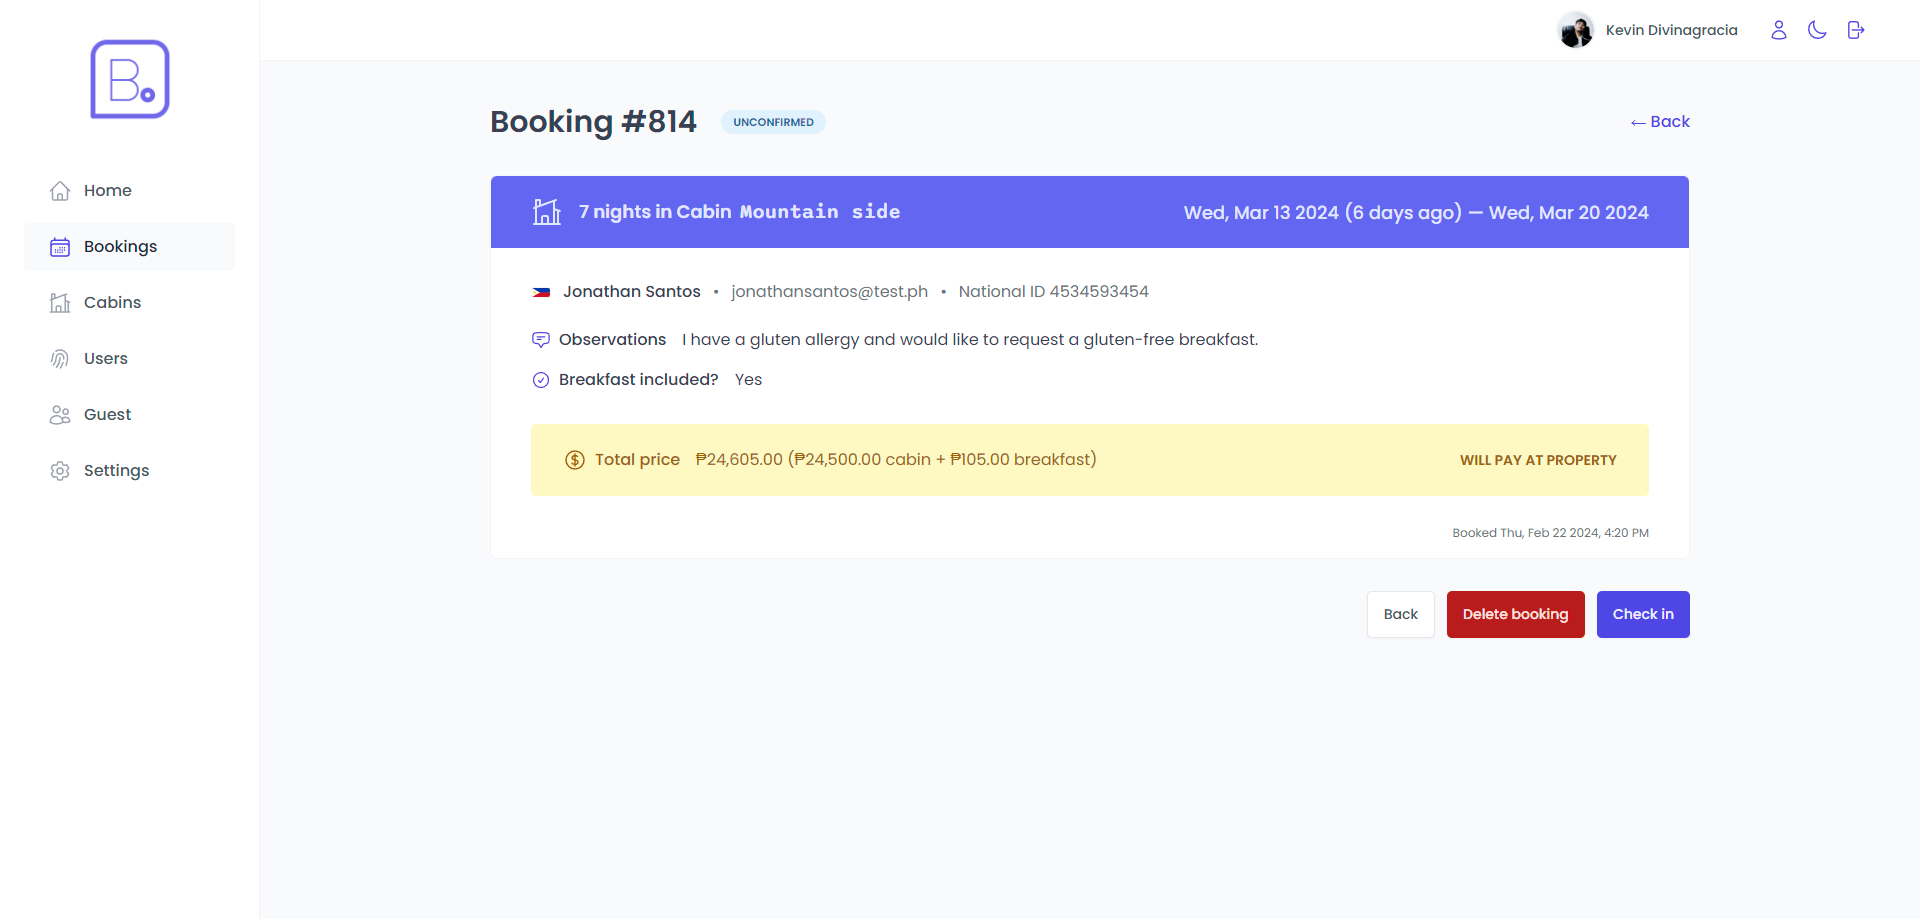 B.
Kevin Divinagracia
Home
Bookings
Cabins
Users
Guest
Settings
Booking #814
UNCONFIRMED
← Back
7 nights in Cabin Mountain side
Wed, Mar 13 2024 (6 days ago) — Wed, Mar 20 2024
Jonathan Santos • jonathansantos@test.ph • National ID 4534593454
Observations I have a gluten allergy and would like to request a gluten-free breakfast.
Breakfast included? Yes
Total price ₱24,605.00 (₱24,500.00 cabin + ₱105.00 breakfast)
WILL PAY AT PROPERTY
Booked Thu, Feb 22 2024, 4:20 PM
Back
Delete booking
Check in